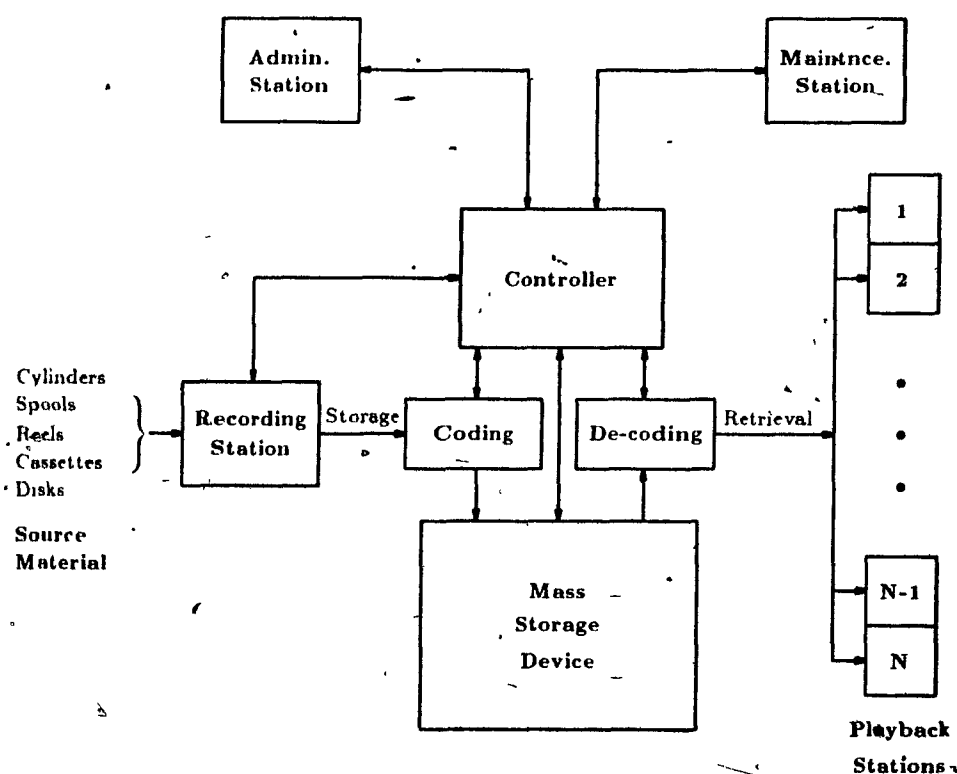 Admin.
Station
Maintnce.
Station
Controller
1
2
Cylinders
Spools
Reels
Cassettes
Disks
Source
Material
Recording
Station
Storage
Coding
De-coding
Retrieval
Mass
Storage
Device
N-1
N
Playback
Stations